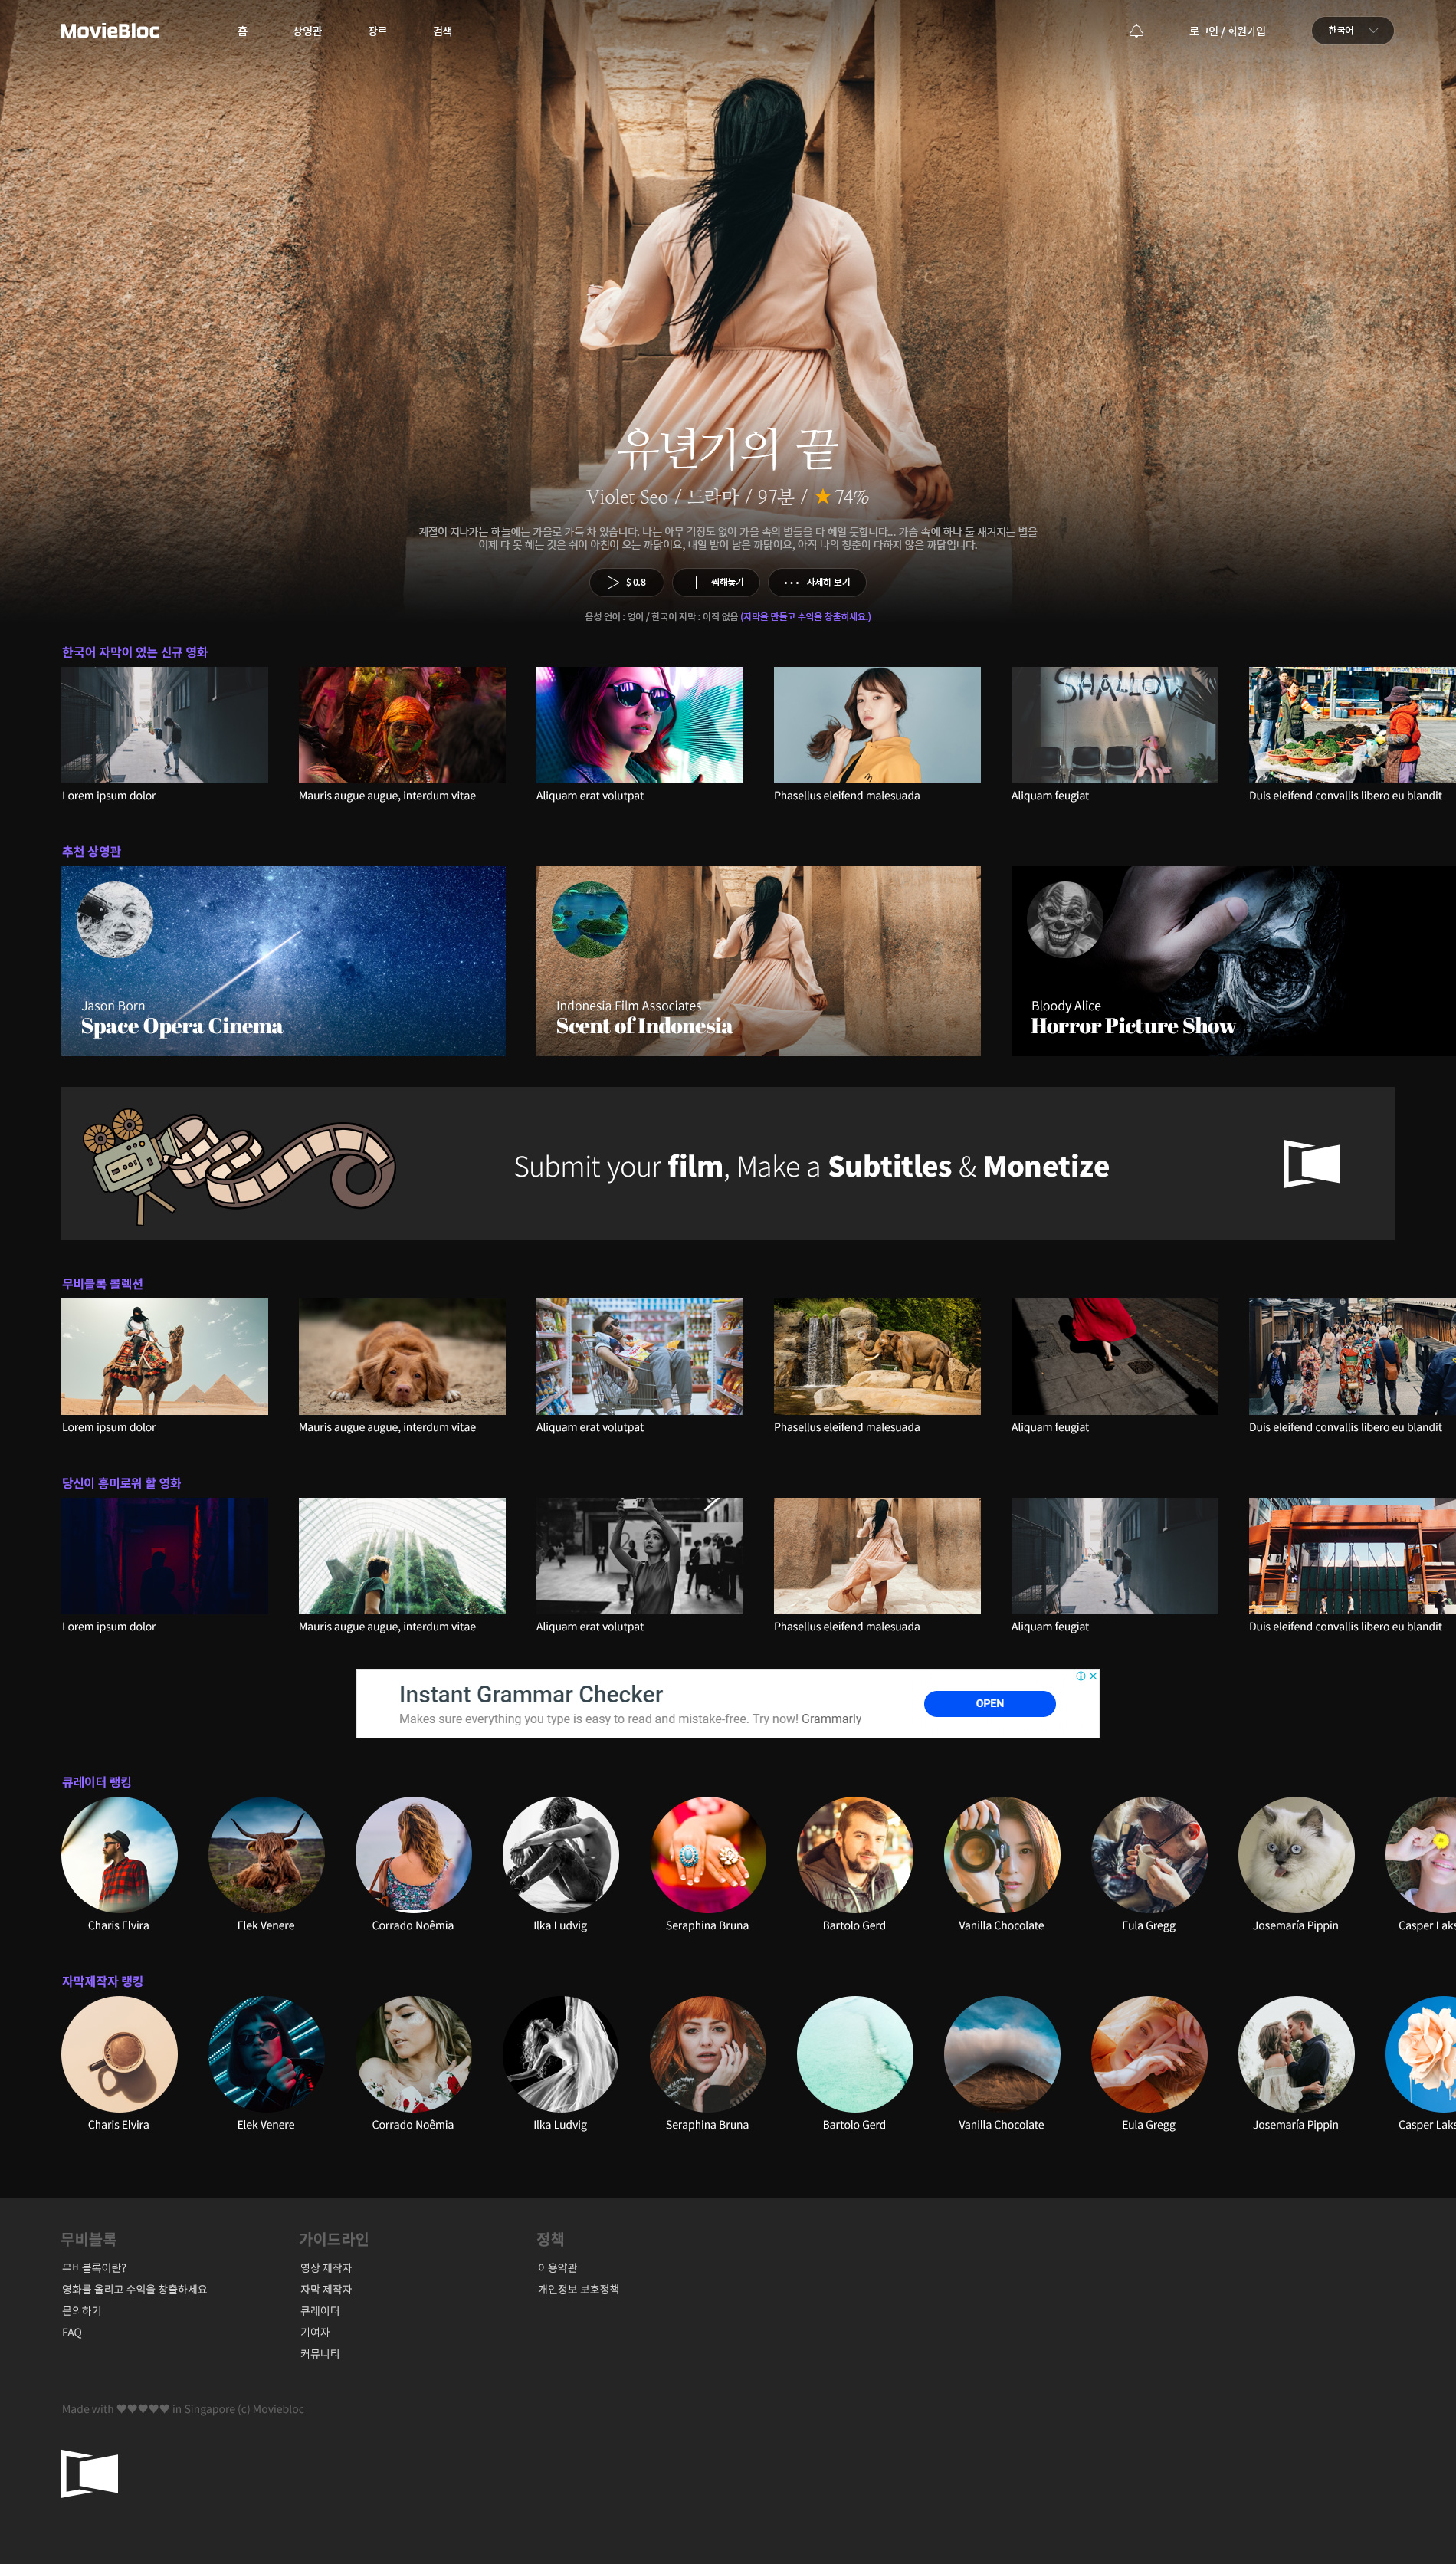 MovieBloc 홈 상영관 장르 검색 로그인 / 회원가입 한국어
유년기의 끝
Violet Seo / 드라마 / 97분 / ★ 74%
계절이 지나가는 하늘에는 가을로 가득 차 있습니다. 나는 아무 걱정도 없이 가을 속의 별들을 다 헤일 듯합니다... 가슴 속에 하나 둘 새겨지는 별을
이제 다 못 헤는 것은 쉬이 아침이 오는 까닭이요, 내일 밤이 남은 까닭이요, 아직 나의 청춘이 다하지 않은 까닭입니다.
$ 0.8 찜해놓기 자세히 보기
음성 언어 : 영어 / 한국어 자막 : 아직 없음 (자막을 만들고 수익을 창출하세요.)
한국어 자막이 있는 신규 영화
SHALLOW
Lorem ipsum dolor Mauris augue augue, interdum vitae Aliquam erat volutpat Phasellus eleifend malesuada Aliquam feugiat Duis eleifend convallis libero eu blandit
추천 상영관
Jason Born
Space Opera Cinema
Indonesia Film Associates
Scent of Indonesia
Bloody Alice
Horror Picture Show
Submit your film, Make a Subtitles & Monetize
무비블록 콜렉션
Lorem ipsum dolor Mauris augue augue, interdum vitae Aliquam erat volutpat Phasellus eleifend malesuada Aliquam feugiat Duis eleifend convallis libero eu blandit
당신이 흥미로워 할 영화
Lorem ipsum dolor Mauris augue augue, interdum vitae Aliquam erat volutpat Phasellus eleifend malesuada Aliquam feugiat Duis eleifend convallis libero eu blandit
Instant Grammar Checker
Makes sure everything you type is easy to read and mistake-free. Try now! Grammarly
OPEN
큐레이터 랭킹
Charis Elvira Elek Venere Corrado Noêmia Ilka Ludvig Seraphina Bruna Bartolo Gerd Vanilla Chocolate Eula Gregg Josemaría Pippin Casper Laks
자막제작자 랭킹
Charis Elvira Elek Venere Corrado Noêmia Ilka Ludvig Seraphina Bruna Bartolo Gerd Vanilla Chocolate Eula Gregg Josemaría Pippin Casper Laks
무비블록
무비블록이란?
영화를 올리고 수익을 창출하세요
문의하기
FAQ
가이드라인
영상 제작자
자막 제작자
큐레이터
기여자
커뮤니티
정책
이용약관
개인정보 보호정책
Made with ♥♥♥♥♥ in Singapore (c) Moviebloc